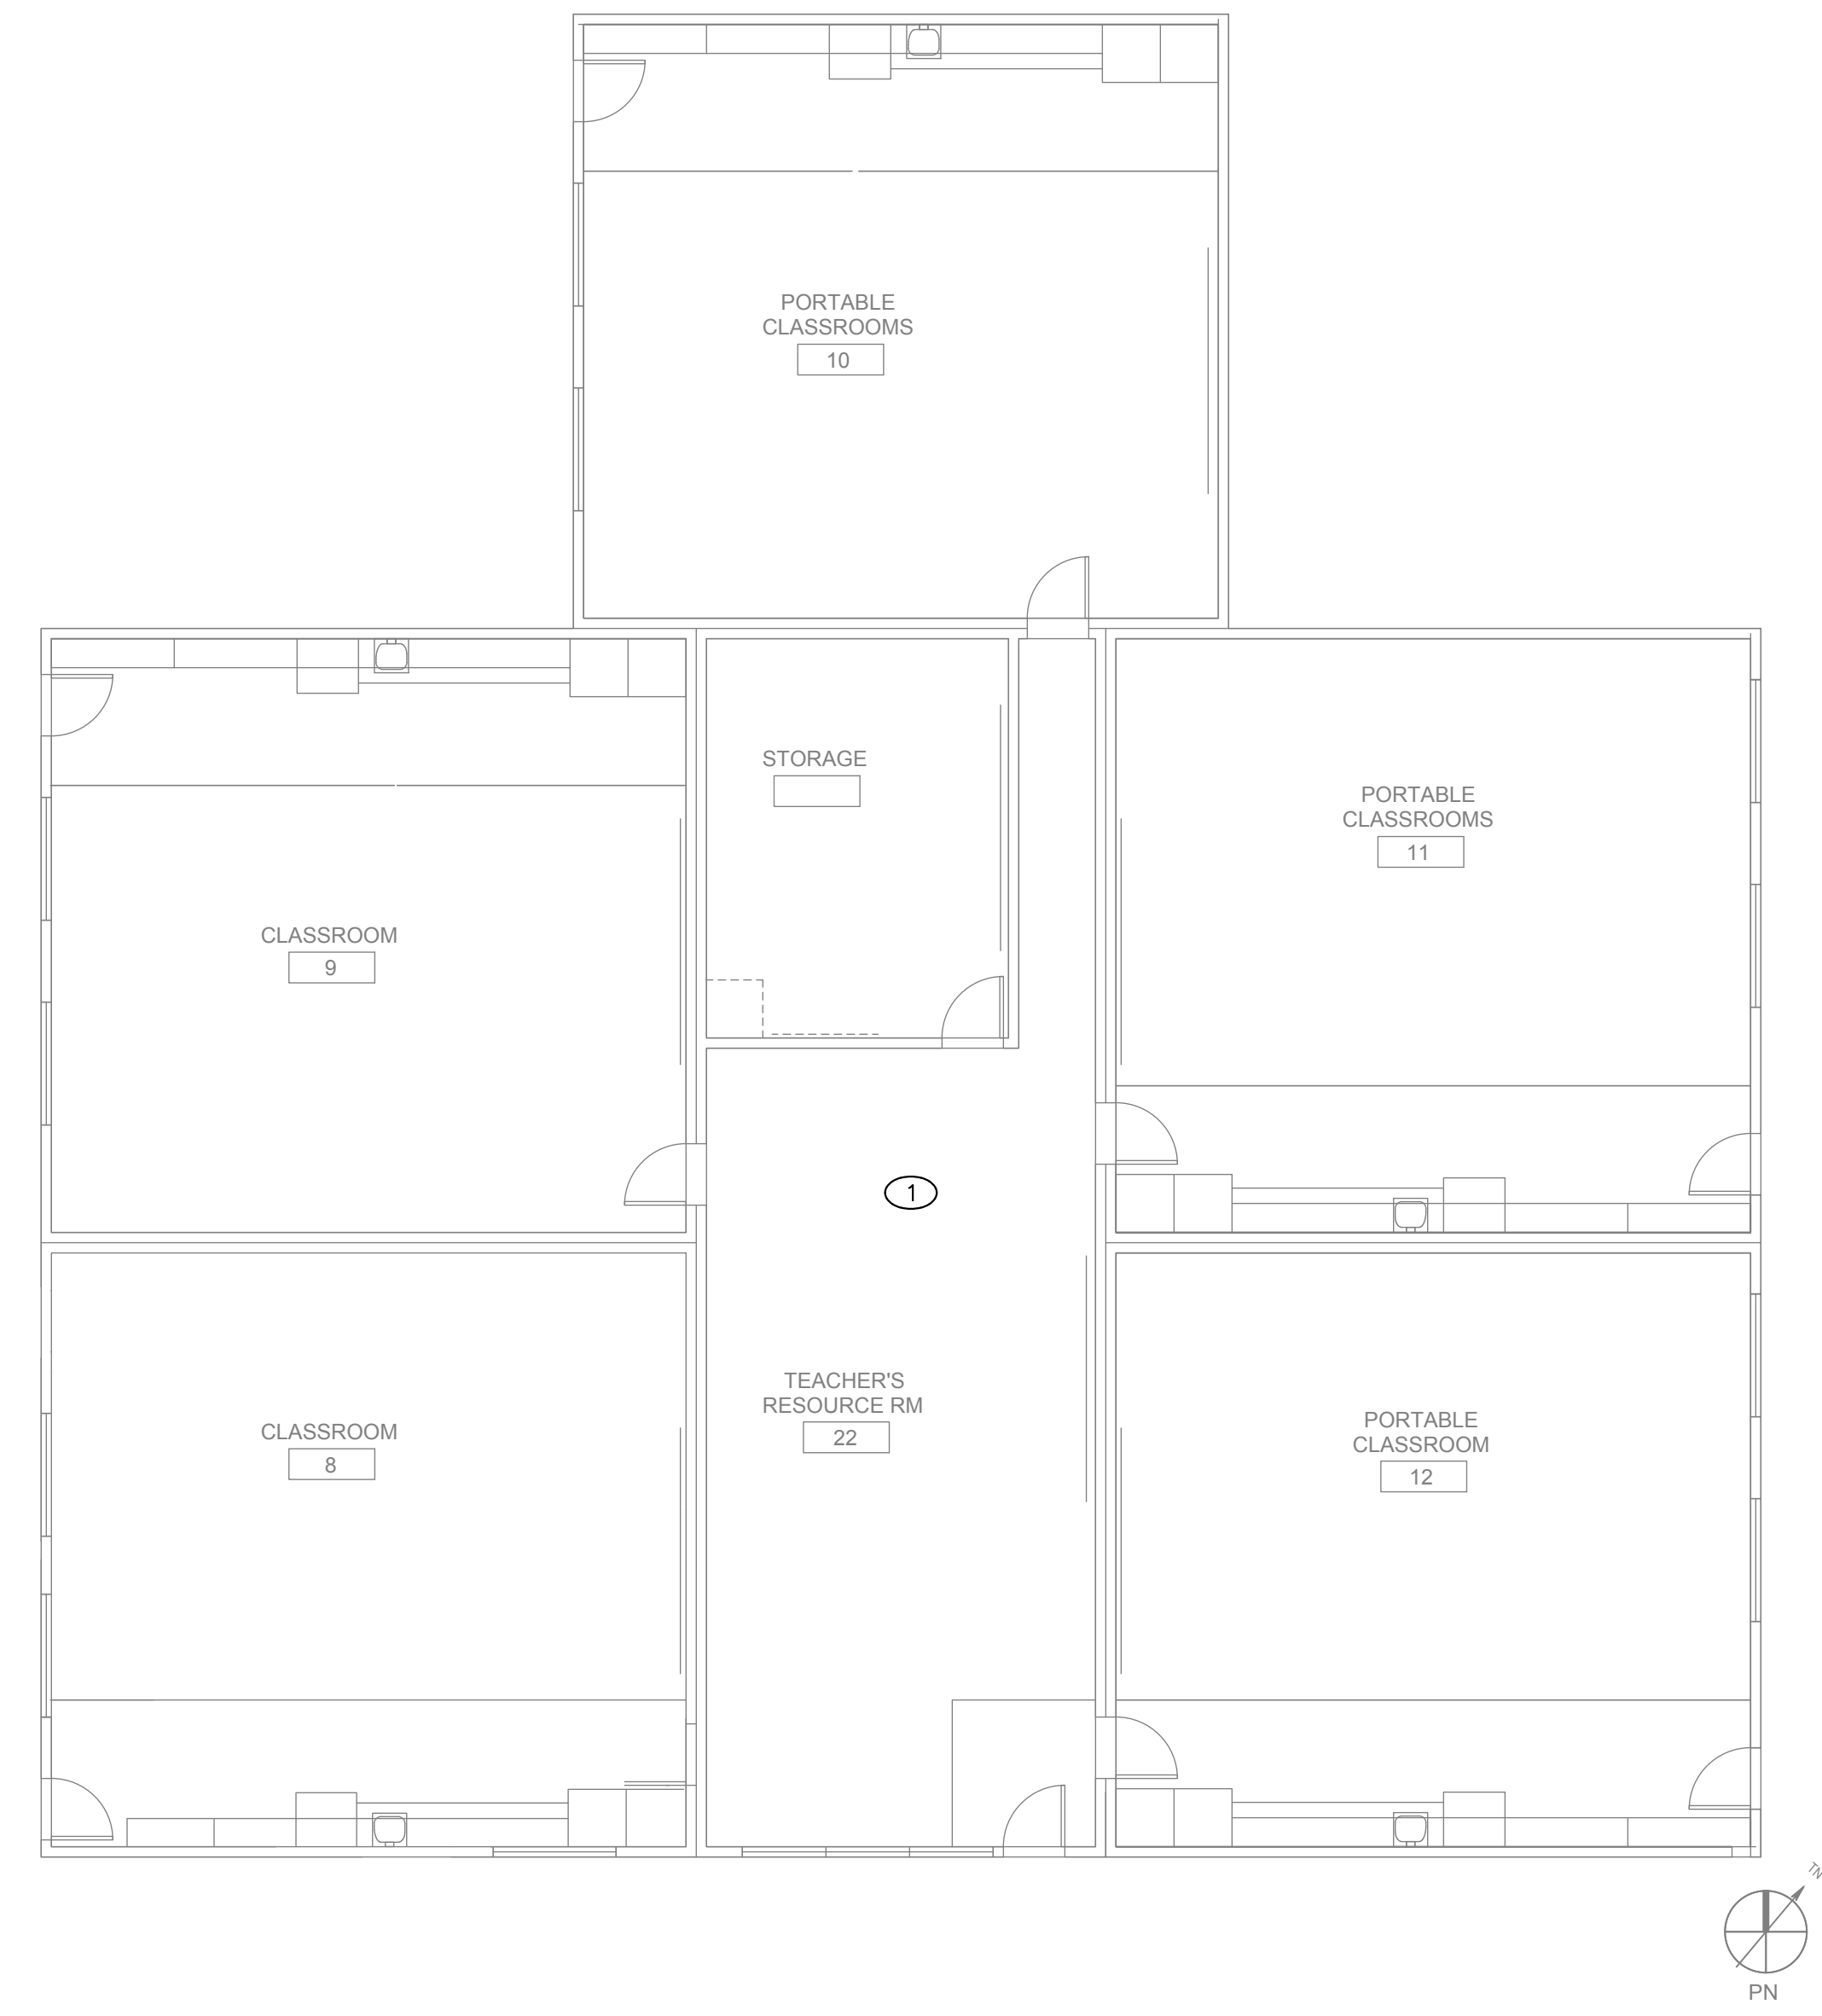 PORTABLE
CLASSROOMS
10
STORAGE
PORTABLE
CLASSROOMS
11
CLASSROOM
9
1
TEACHER'S
RESOURCE RM
22
CLASSROOM
8
PORTABLE
CLASSROOM
12
TN
PN